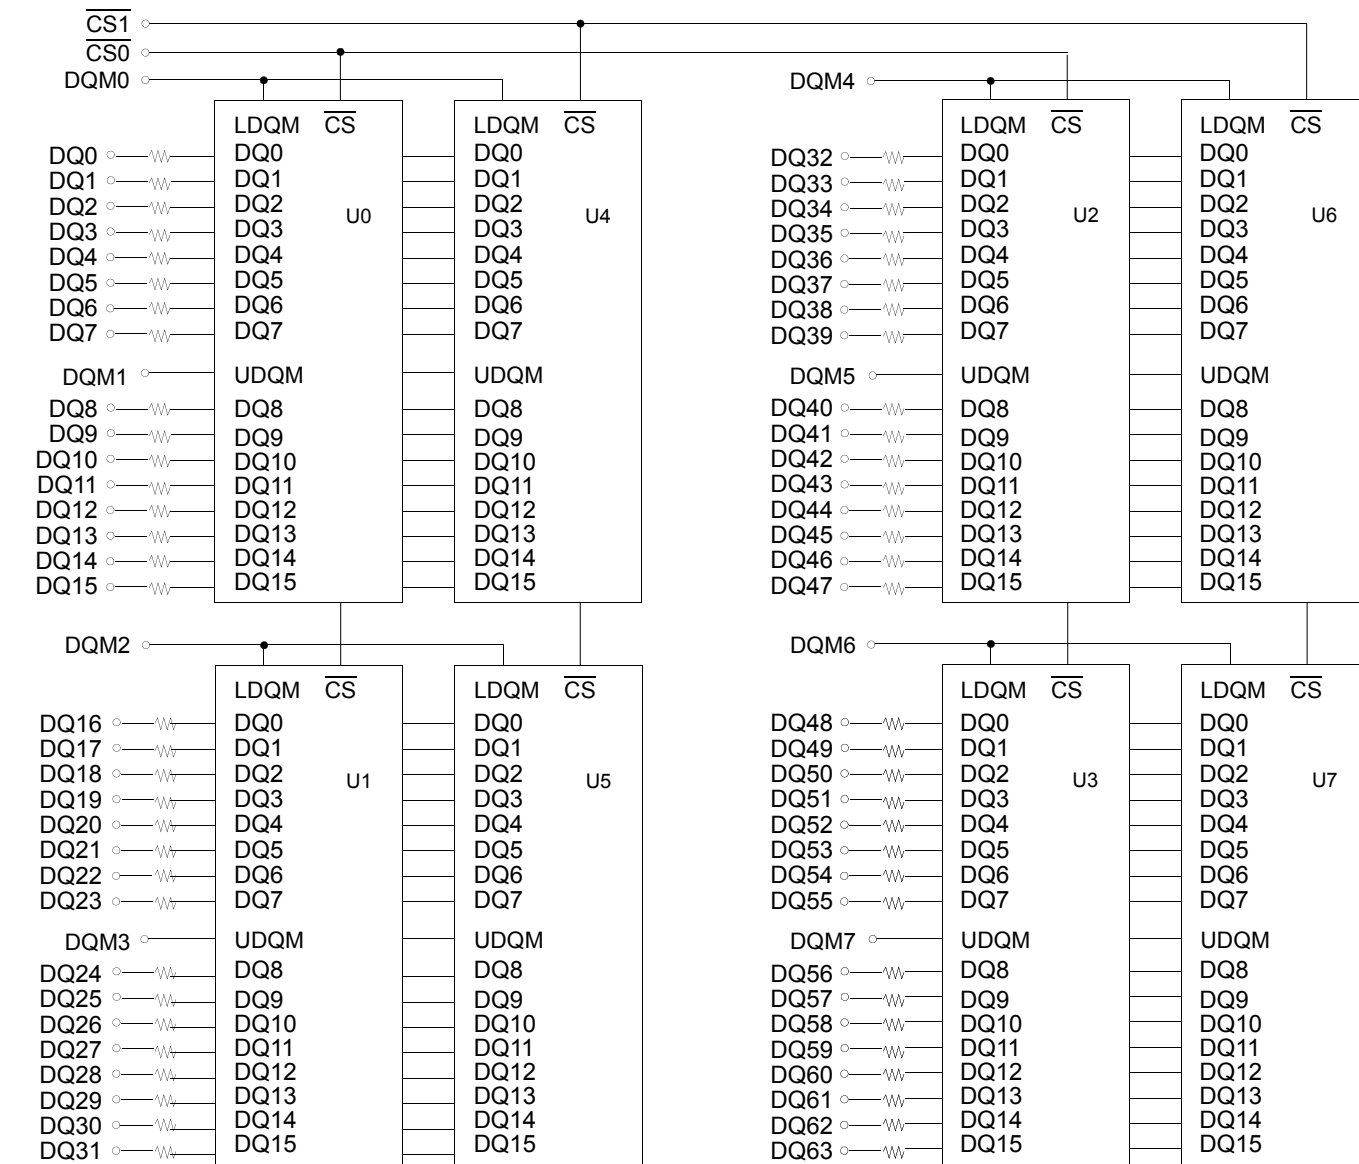 CS1
CS0
DQM0 DQM4
LDQM CS LDQM CS LDQM CS LDQM CS
DQ0 DQ0 DQ0 DQ32 DQ0 DQ0
DQ1 DQ1 DQ1 DQ33 DQ1 DQ1
DQ2 DQ2 U0 DQ2 U4 DQ34 DQ2 U2 DQ2 U6
DQ3 DQ3 DQ3 DQ35 DQ3 DQ3
DQ4 DQ4 DQ4 DQ36 DQ4 DQ4
DQ5 DQ5 DQ5 DQ37 DQ5 DQ5
DQ6 DQ6 DQ6 DQ38 DQ6 DQ6
DQ7 DQ7 DQ7 DQ39 DQ7 DQ7
DQM1 UDQM UDQM DQM5 UDQM UDQM
DQ8 DQ8 DQ8 DQ40 DQ8 DQ8
DQ9 DQ9 DQ9 DQ41 DQ9 DQ9
DQ10 DQ10 DQ10 DQ42 DQ10 DQ10
DQ11 DQ11 DQ11 DQ43 DQ11 DQ11
DQ12 DQ12 DQ12 DQ44 DQ12 DQ12
DQ13 DQ13 DQ13 DQ45 DQ13 DQ13
DQ14 DQ14 DQ14 DQ46 DQ14 DQ14
DQ15 DQ15 DQ15 DQ47 DQ15 DQ15
DQM2 DQM6
LDQM CS LDQM CS LDQM CS LDQM CS
DQ16 DQ0 DQ0 DQ48 DQ0 DQ0
DQ17 DQ1 DQ1 DQ49 DQ1 DQ1
DQ18 DQ2 U1 DQ2 U5 DQ50 DQ2 U3 DQ2 U7
DQ19 DQ3 DQ3 DQ51 DQ3 DQ3
DQ20 DQ4 DQ4 DQ52 DQ4 DQ4
DQ21 DQ5 DQ5 DQ53 DQ5 DQ5
DQ22 DQ6 DQ6 DQ54 DQ6 DQ6
DQ23 DQ7 DQ7 DQ55 DQ7 DQ7
DQM3 UDQM UDQM DQM7 UDQM UDQM
DQ24 DQ8 DQ8 DQ56 DQ8 DQ8
DQ25 DQ9 DQ9 DQ57 DQ9 DQ9
DQ26 DQ10 DQ10 DQ58 DQ10 DQ10
DQ27 DQ11 DQ11 DQ59 DQ11 DQ11
DQ28 DQ12 DQ12 DQ60 DQ12 DQ12
DQ29 DQ13 DQ13 DQ61 DQ13 DQ13
DQ30 DQ14 DQ14 DQ62 DQ14 DQ14
DQ31 DQ15 DQ15 DQ63 DQ15 DQ15